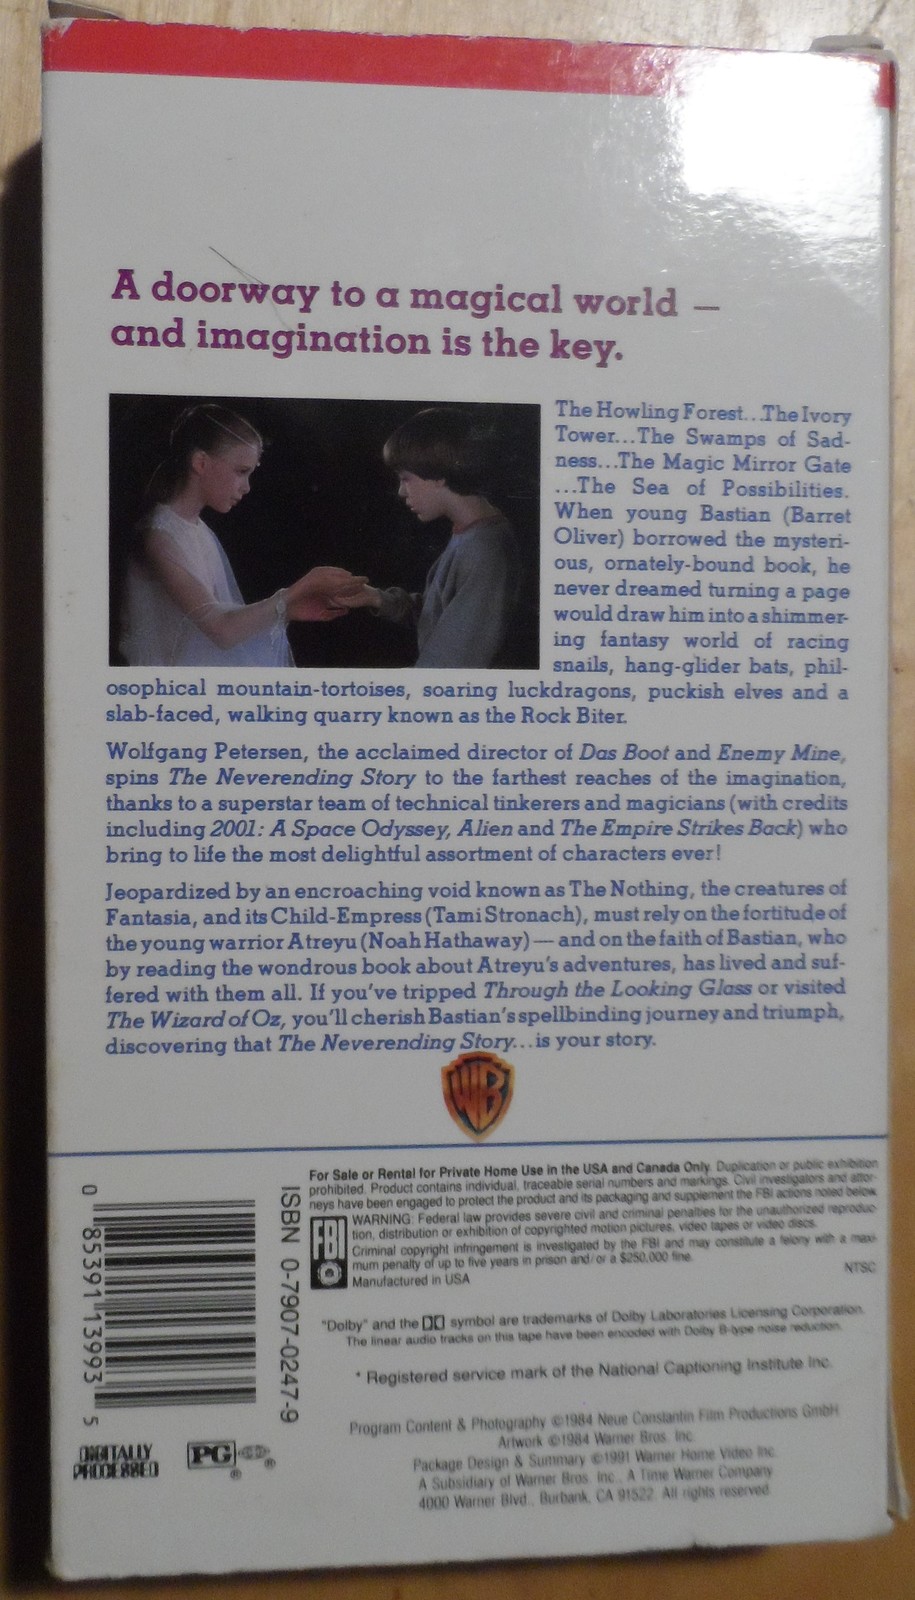 A doorway to a magical world —
and imagination is the key.
The Howling Forest...The Ivory
Tower...The Swamps of Sad-
ness...The Magic Mirror Gate
...The Sea of Possibilities.
When young Bastian (Barret
Oliver) borrowed the mysteri-
ous, ornately-bound book, he
never dreamed turning a page
would draw him into a shimmer-
ing fantasy world of racing
snails, hang-glider bats, phil-
osophical mountain-tortoises, soaring luckdragons, puckish elves and a
slab-faced, walking quarry known as the Rock Biter.
Wolfgang Petersen, the acclaimed director of Das Boot and Enemy Mine,
spins The Neverending Story to the farthest reaches of the imagination,
thanks to a superstar team of technical tinkerers and magicians (with credits
including 2001: A Space Odyssey, Alien and The Empire Strikes Back) who
bring to life the most delightful assortment of characters ever!
Jeopardized by an encroaching void known as The Nothing, the creatures of
Fantasia, and its Child-Empress (Tami Stronach), must rely on the fortitude of
the young warrior Atreyu (Noah Hathaway) — and on the faith of Bastian, who
by reading the wondrous book about Atreyu's adventures, has lived and suf-
fered with them all. If you've tripped Through the Looking Glass or visited
The Wizard of Oz, you'll cherish Bastian's spellbinding journey and triumph,
discovering that The Neverending Story...is your story.
WB
For Sale or Rental for Private Home Use in the USA and Canada Only. Duplication or public exhibition
prohibited. Product contains individual, traceable serial numbers and markings. Civil investigators and attor-
neys have been engaged to protect the product and its packaging and supplement the FBI actions noted below.
FBI
WARNING: Federal law provides severe civil and criminal penalties for the unauthorized reproduc-
tion, distribution or exhibition of copyrighted motion pictures, video tapes or video discs.
Criminal copyright infringement is investigated by the FBI and may constitute a felony with a maxi-
mum penalty of up to five years in prison and/or a $250,000 fine.
Manufactured in USA
NTSC
"Dolby" and the symbol are trademarks of Dolby Laboratories Licensing Corporation.
The linear audio tracks on this tape have been encoded with Dolby B-type noise reduction.
* Registered service mark of the National Captioning Institute Inc.
Program Content & Photography ©1984 Neue Constantin Film Productions GmbH
Artwork ©1984 Warner Bros. Inc.
Package Design & Summary ©1991 Warner Home Video Inc.
A Subsidiary of Warner Bros. Inc., A Time Warner Company
4000 Warner Blvd., Burbank, CA 91522. All rights reserved.
0 85391 13993 5
ISBN 0-7907-0247-9
DIGITALLY
PROCESSED
PG ®
®